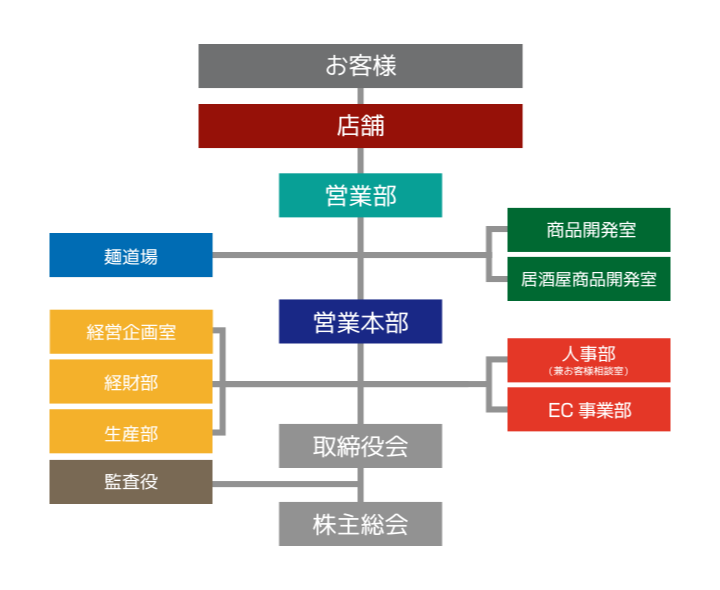 お客様
店舗
営業部
商品開発室
麺道場
居酒屋商品開発室
営業本部
経営企画室
人事部
(兼お客様相談室)
経財部
EC 事業部
生産部
取締役会
監査役
株主総会